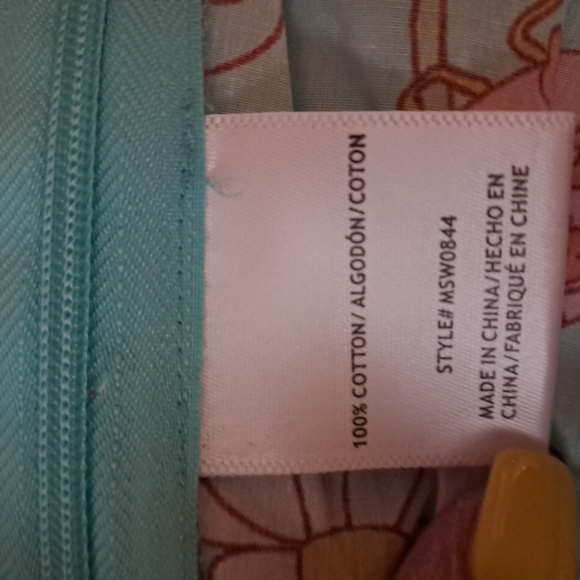 100% COTTON/ ALGODÓN/COTON
STYLE# MSW0844
MADE IN CHINA/HECHO EN
CHINA/FABRIQUÉ EN CHINE